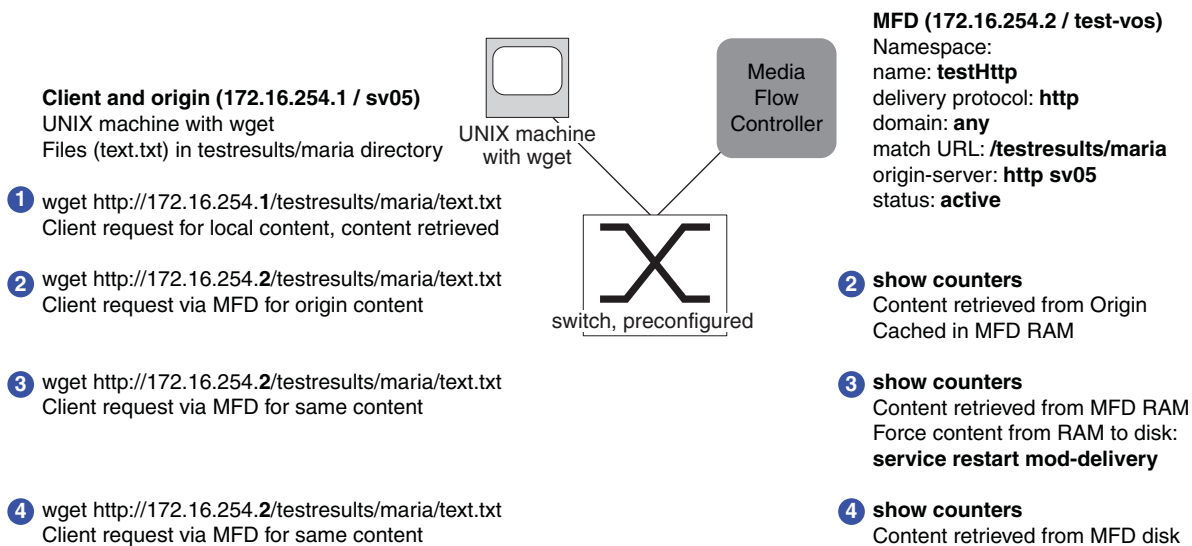 Client and origin (172.16.254.1 / sv05)
UNIX machine with wget
Files (text.txt) in testresults/maria directory
UNIX machine
with wget
Media
Flow
Controller
MFD (172.16.254.2 / test-vos)
Namespace:
name: testHttp
delivery protocol: http
domain: any
match URL: /testresults/maria
origin-server: http sv05
status: active
switch, preconfigured
1 wget http://172.16.254.1/testresults/maria/text.txt
Client request for local content, content retrieved
2 wget http://172.16.254.2/testresults/maria/text.txt
Client request via MFD for origin content
2 show counters
Content retrieved from Origin
Cached in MFD RAM
3 wget http://172.16.254.2/testresults/maria/text.txt
Client request via MFD for same content
3 show counters
Content retrieved from MFD RAM
Force content from RAM to disk:
service restart mod-delivery
4 wget http://172.16.254.2/testresults/maria/text.txt
Client request via MFD for same content
4 show counters
Content retrieved from MFD disk